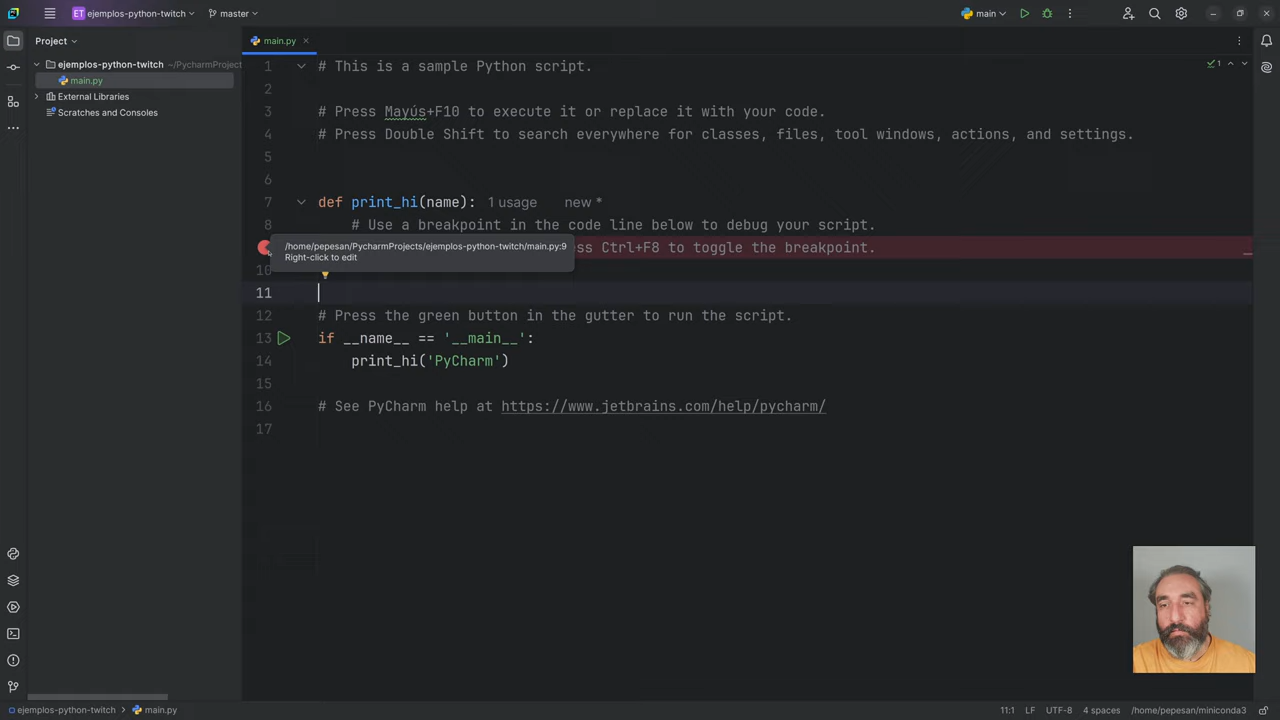 ET ejemplos-python-twitch master main
Project
main.py
ejemplos-python-twitch ~/PycharmProject
main.py
External Libraries
Scratches and Consoles
1 # This is a sample Python script.
1
2
3 # Press Mayús+F10 to execute it or replace it with your code.
4 # Press Double Shift to search everywhere for classes, files, tool windows, actions, and settings.
5
6
7 def print_hi(name): 1 usage new *
8 # Use a breakpoint in the code line below to debug your script.
ss Ctrl+F8 to toggle the breakpoint.
/home/pepesan/PycharmProjects/ejemplos-python-twitch/main.py:9
Right-click to edit
10
11
12 # Press the green button in the gutter to run the script.
13 if __name__ == '__main__':
14 print_hi('PyCharm')
15
16 # See PyCharm help at https://www.jetbrains.com/help/pycharm/
17
ejemplos-python-twitch main.py 11:1 LF UTF-8 4 spaces /home/pepesan/miniconda3